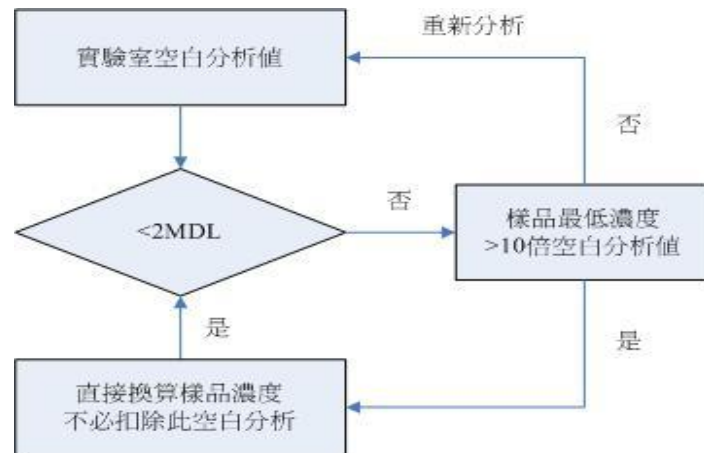 重新分析
實驗室空白分析值
否
否
<2MDL
樣品最低濃度
>10倍空白分析值
是
是
直接換算樣品濃度
不必扣除此空白分析